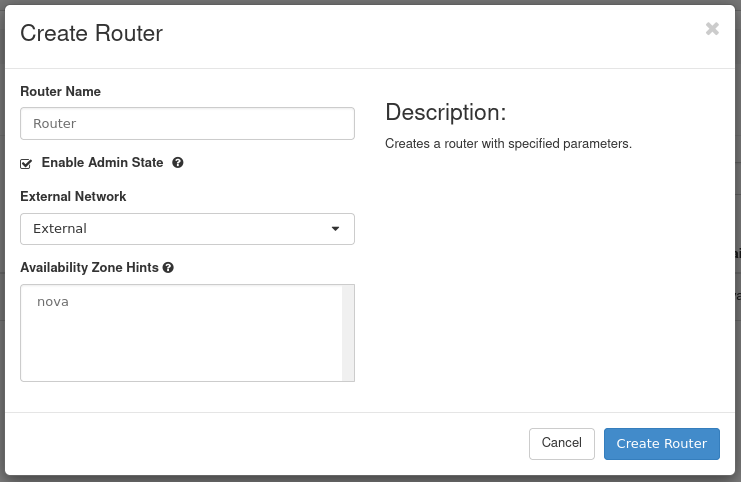 Create Router
×
Router Name
Router
Enable Admin State
External Network
External
Availability Zone Hints
nova
Description:
Creates a router with specified parameters.
Cancel
Create Router